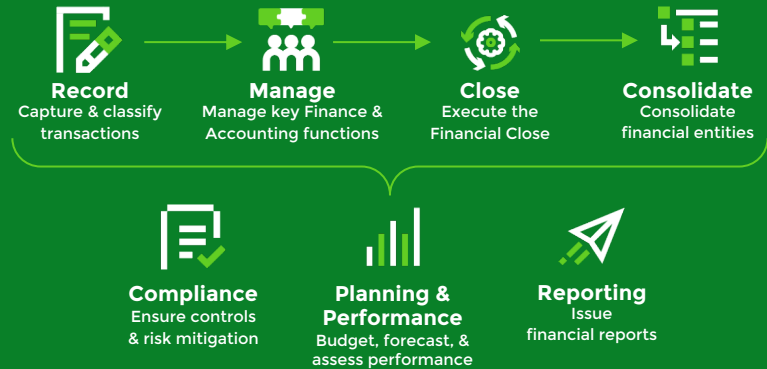 Record
Capture & classify
transactions
Manage
Manage key Finance &
Accounting functions
Close
Execute the
Financial Close
Consolidate
Consolidate
financial entities
Compliance
Ensure controls
& risk mitigation
Planning &
Performance
Budget, forecast, &
assess performance
Reporting
Issue
financial reports